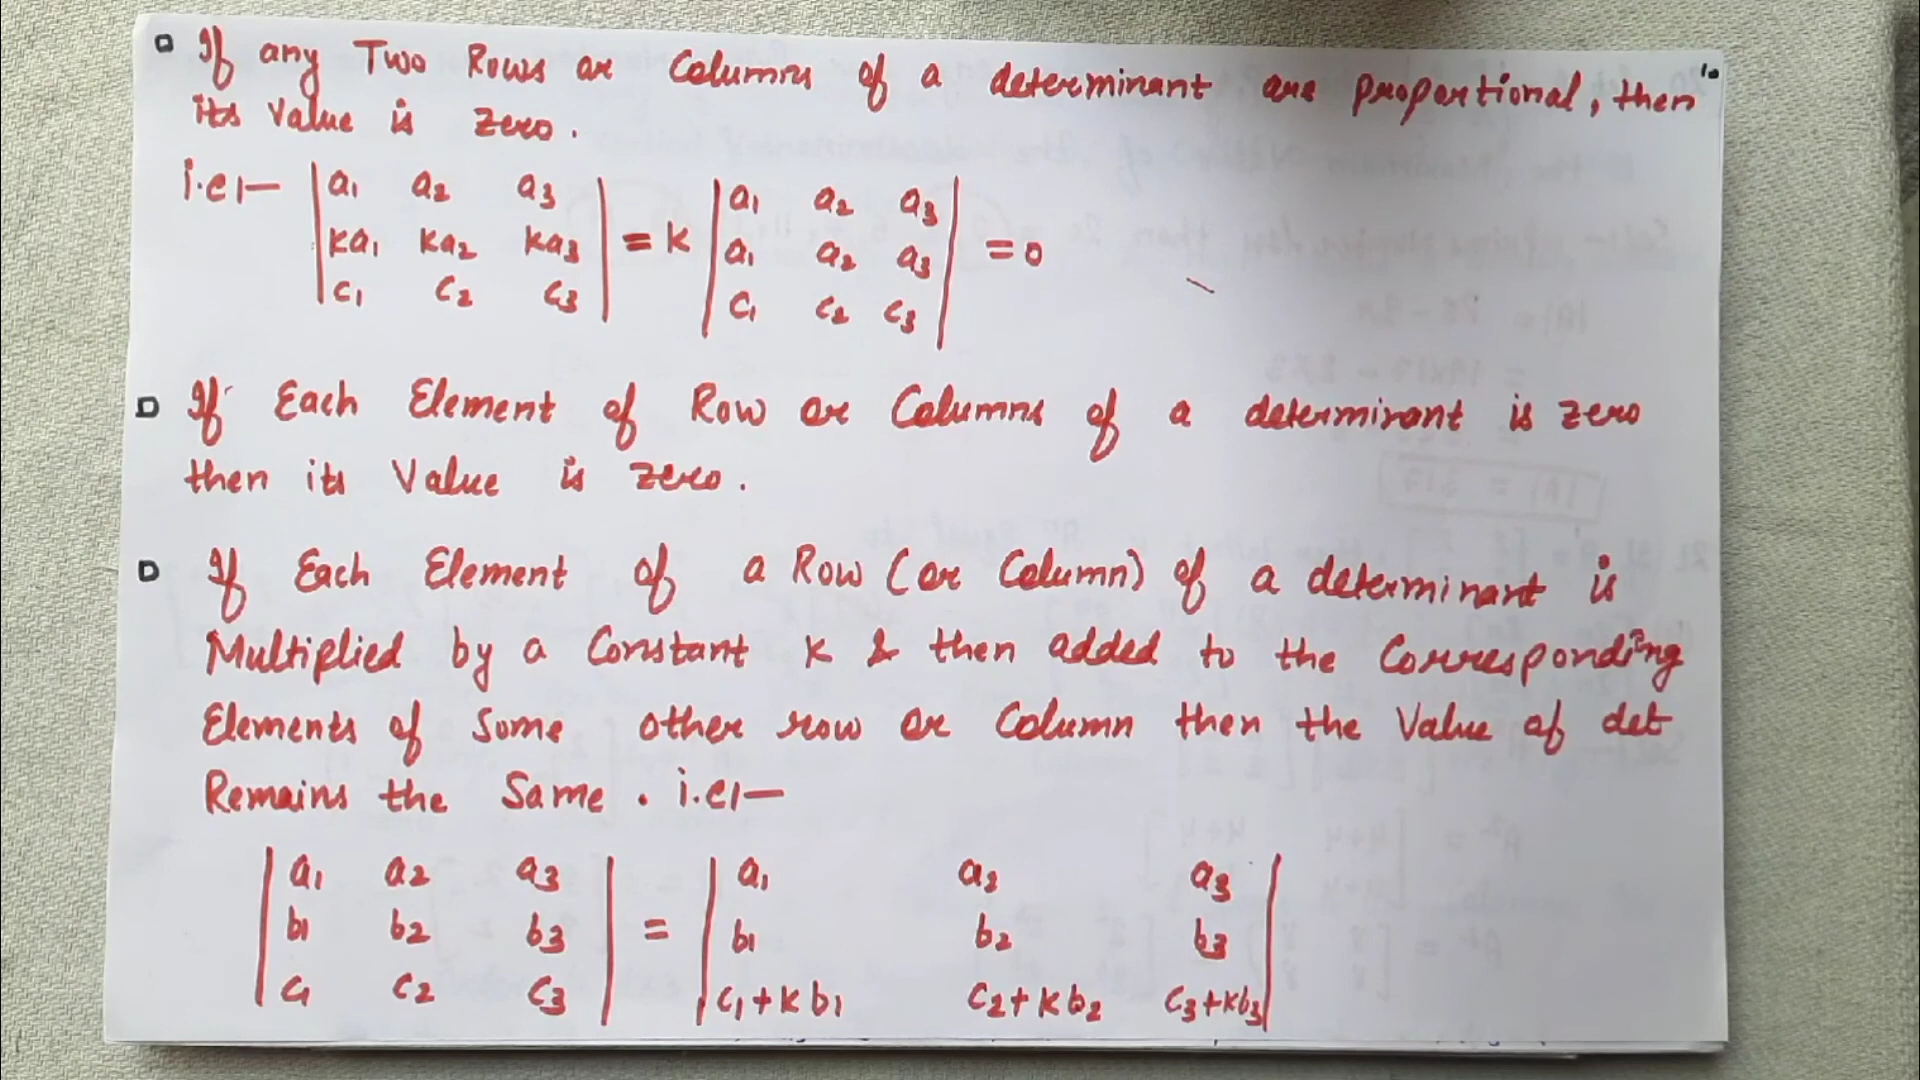 If any Two Rows or Columns of a determinant are proportional, then
its Value is zero.
i.e:- | a₁ a₂ a₃ | | a₁ a₂ a₃ |
| ka₁ ka₂ ka₃ | = k | a₁ a₂ a₃ | = 0
| c₁ c₂ c₃ | | c₁ c₂ c₃ |
If Each Element of Row or Columns of a determinant is zero
then its Value is zero.
If Each Element of a Row (or Column) of a determinant is
Multiplied by a Constant K & then added to the Corresponding
Elements of Some other row or Column then the Value of det
Remains the Same. i.e:-
| a₁ a₂ a₃ | | a₁ a₂ a₃ |
| b₁ b₂ b₃ | = | b₁ b₂ b₃ |
| c₁ c₂ c₃ | | c₁+kb₁ c₂+kb₂ c₃+kb₃ |